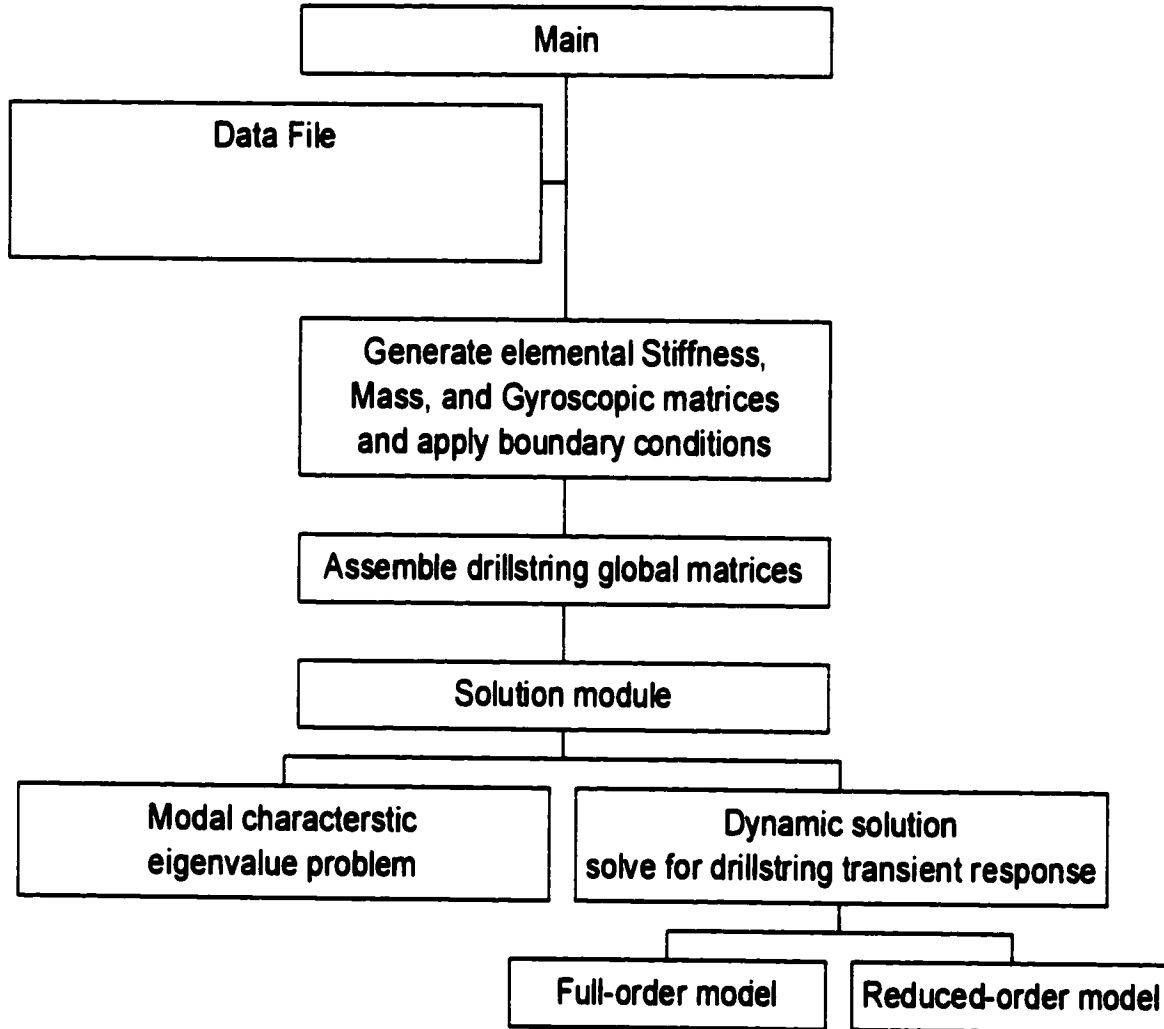 Main
Data File
Generate elemental Stiffness,
Mass, and Gyroscopic matrices
and apply boundary conditions
Assemble drillstring global matrices
Solution module
Modal characterstic
eigenvalue problem
Dynamic solution
solve for drillstring transient response
Full-order model
Reduced-order model